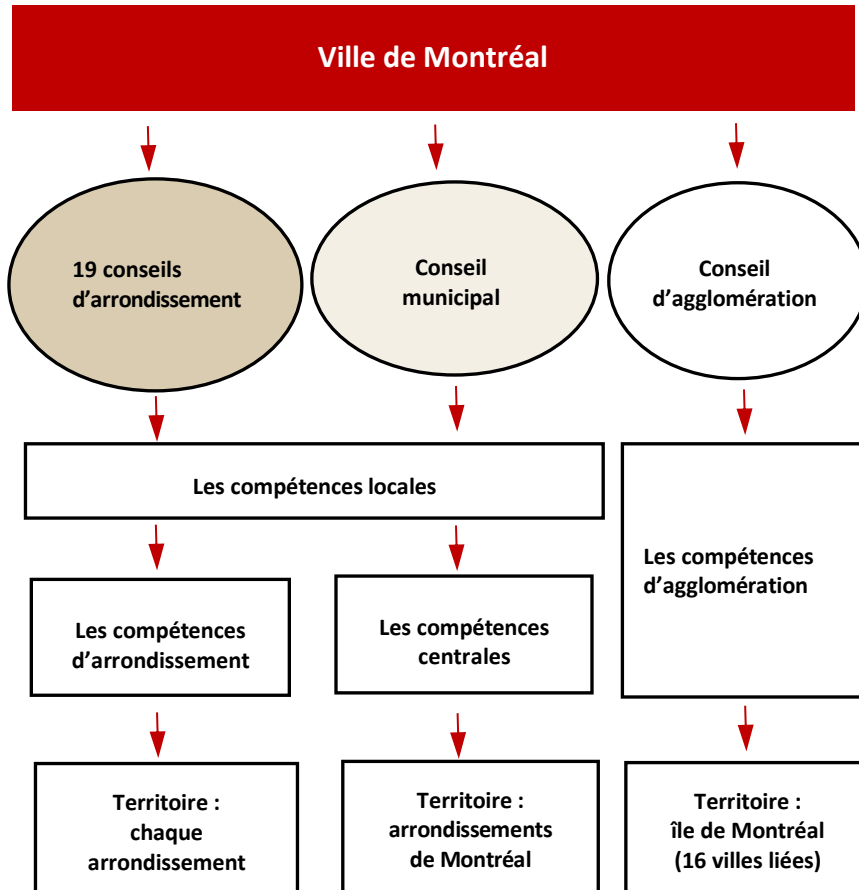 Ville de Montréal
19 conseils
d’arrondissement
Conseil
municipal
Conseil
d’agglomération
Les compétences locales
Les compétences
d’agglomération
Les compétences
d’arrondissement
Les compétences
centrales
Territoire :
chaque
arrondissement
Territoire :
arrondissements
de Montréal
Territoire :
île de Montréal
(16 villes liées)